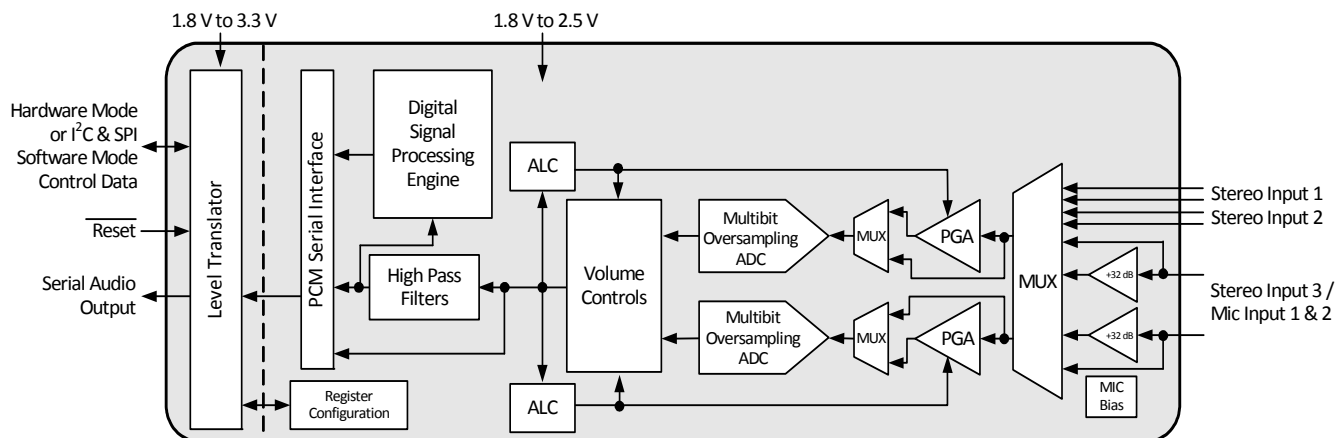 1.8 V to 3.3 V
1.8 V to 2.5 V
Hardware Mode
or I²C & SPI
Software Mode
Control Data
Reset
Serial Audio
Output
Level Translator
PCM Serial Interface
Digital
Signal
Processing
Engine
High Pass
Filters
Register
Configuration
ALC
Volume
Controls
ALC
Multibit
Oversampling
ADC
MUX
PGA
Multibit
Oversampling
ADC
MUX
PGA
MUX
+32 dB
+32 dB
MIC
Bias
Stereo Input 1
Stereo Input 2
Stereo Input 3 /
Mic Input 1 & 2